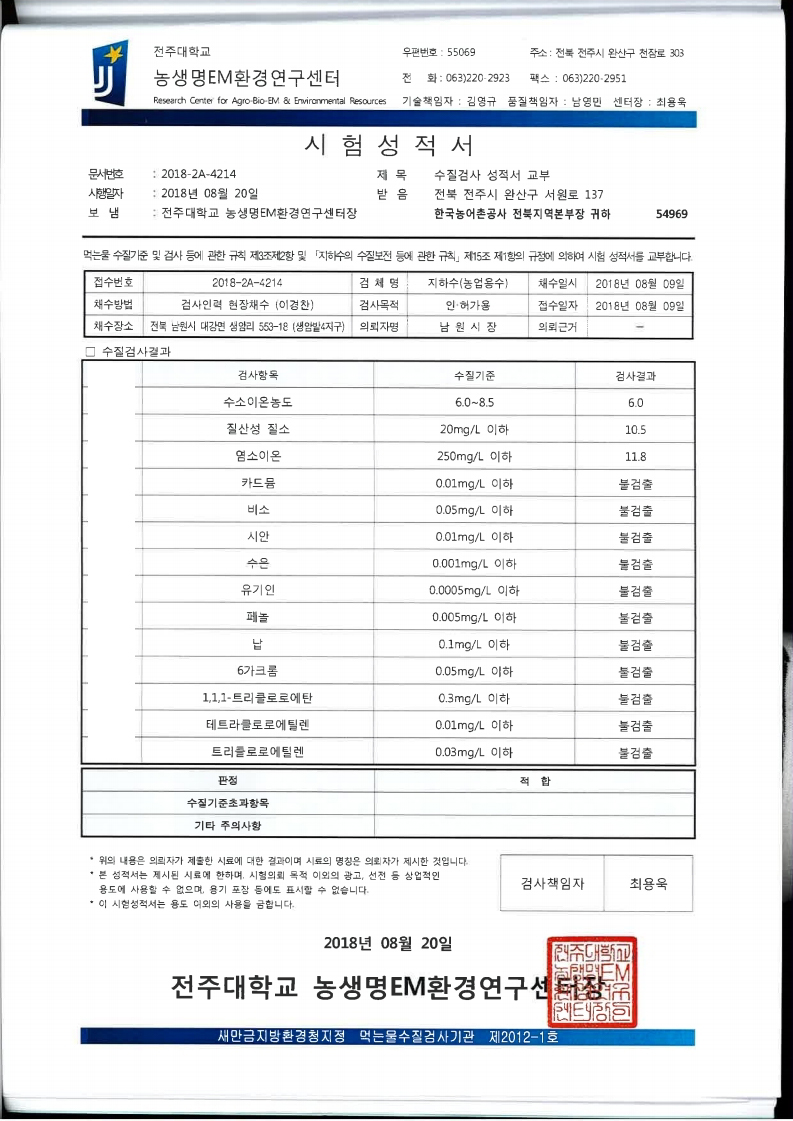 전주대학교
농생명EM환경연구센터
Research Center for Agro-Bio-EM & Environmental Resources
우편번호 : 55069 주소 : 전북 전주시 완산구 천잠로 303
전 화 : 063)220-2923 팩스 : 063)220-2951
기술책임자 : 김영규 품질책임자 : 남영민 센터장 : 최용욱
시 험 성 적 서
문서번호 : 2018-2A-4214 제 목 수질검사 성적서 교부
시행일자 : 2018년 08월 20일 받 음 전북 전주시 완산구 서원로 137
보 냄 : 전주대학교 농생명EM환경연구센터장 한국농어촌공사 전북지역본부장 귀하 54969
먹는물 수질기준 및 검사 등에 관한 규칙 제3조제2항 및 「지하수의 수질보전 등에 관한 규칙」 제15조 제1항의 규정에 의하여 시험 성적서를 교부합니다.
접수번호 2018-2A-4214 검 체 명 지하수(농업용수) 채수일시 2018년 08월 09일
채수방법 검사인력 현장채수 (이경찬) 검사목적 인·허가용 접수일자 2018년 08월 09일
채수장소 전북 남원시 대강면 생암리 553-18 (생암밭4지구) 의뢰자명 남 원 시 장 의뢰근거 －
□ 수질검사결과
검사항목 수질기준 검사결과
수소이온농도 6.0~8.5 6.0
질산성 질소 20mg/L 이하 10.5
염소이온 250mg/L 이하 11.8
카드뮴 0.01mg/L 이하 불검출
비소 0.05mg/L 이하 불검출
시안 0.01mg/L 이하 불검출
수은 0.001mg/L 이하 불검출
유기인 0.0005mg/L 이하 불검출
페놀 0.005mg/L 이하 불검출
납 0.1mg/L 이하 불검출
6가크롬 0.05mg/L 이하 불검출
1,1,1-트리클로로에탄 0.3mg/L 이하 불검출
테트라클로로에틸렌 0.01mg/L 이하 불검출
트리클로로에틸렌 0.03mg/L 이하 불검출
판정 적 합
수질기준초과항목
기타 주의사항
* 위의 내용은 의뢰자가 제출한 시료에 대한 결과이며 시료의 명칭은 의뢰자가 제시한 것입니다.
* 본 성적서는 제시된 시료에 한하며, 시험의뢰 목적 이외의 광고, 선전 등 상업적인
용도에 사용할 수 없으며, 용기 포장 등에도 표시할 수 없습니다.
* 이 시험성적서는 용도 이외의 사용을 금합니다.
검사책임자 최용욱
2018년 08월 20일
전주대학교 농생명EM환경연구센터장
새만금지방환경청지정 먹는물수질검사기관 제2012-1호